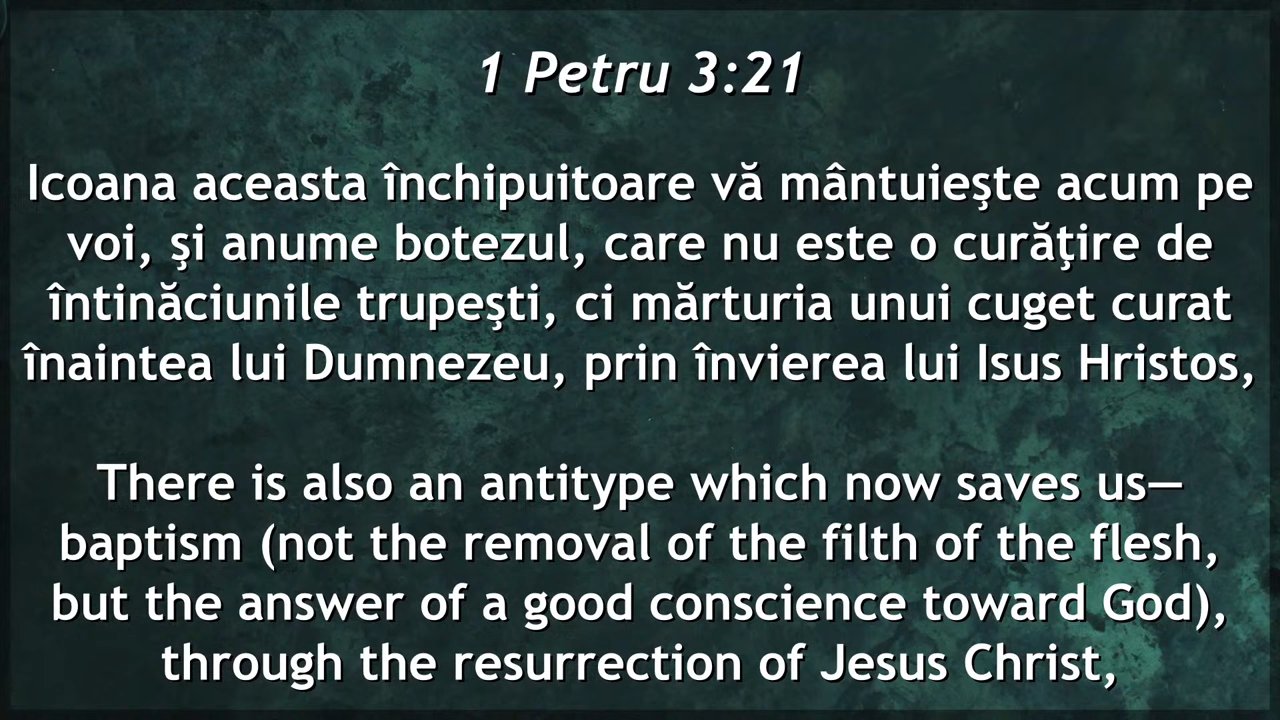 1 Petru 3:21
Icoana aceasta închipuitoare vă mântuieşte acum pe
voi, şi anume botezul, care nu este o curăţire de
întinăciunile trupeşti, ci mărturia unui cuget curat
înaintea lui Dumnezeu, prin învierea lui Isus Hristos,
There is also an antitype which now saves us—
baptism (not the removal of the filth of the flesh,
but the answer of a good conscience toward God),
through the resurrection of Jesus Christ,